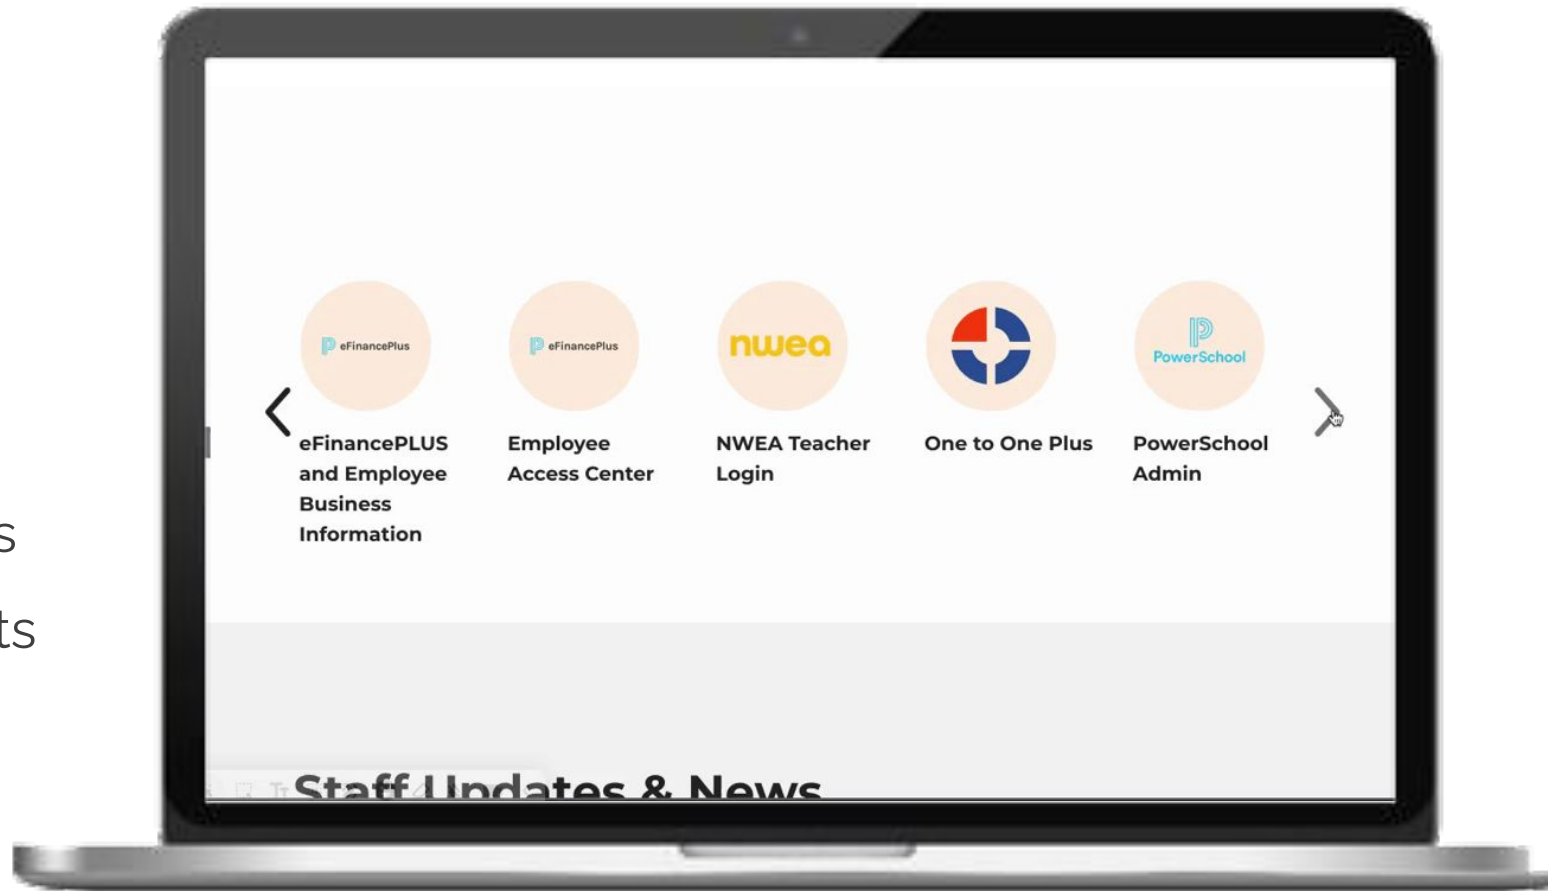 eFinancePlus
eFinancePlus
nwea
PowerSchool
eFinancePLUS
and Employee
Business
Information
Employee
Access Center
NWEA Teacher
Login
One to One Plus
PowerSchool
Admin
s
ts
Staff Updates & News